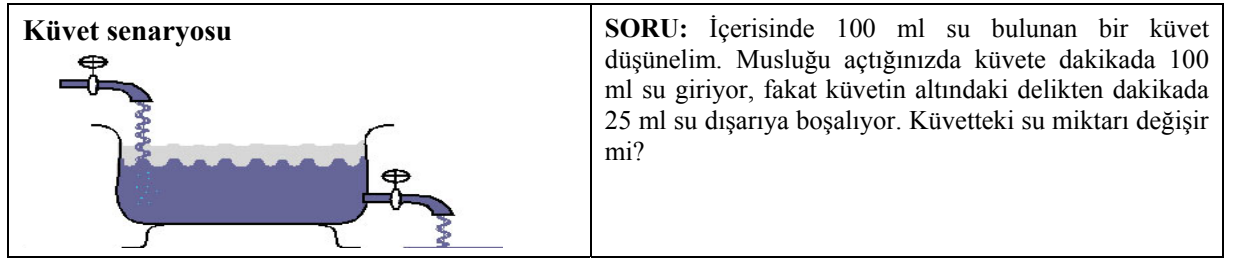 Küvet senaryosu
SORU: İçerisinde 100 ml su bulunan bir küvet
düşünelim. Musluğu açtığınızda küvete dakikada 100
ml su giriyor, fakat küvetin altındaki delikten dakikada
25 ml su dışarıya boşalıyor. Küvetteki su miktarı değişir
mi?